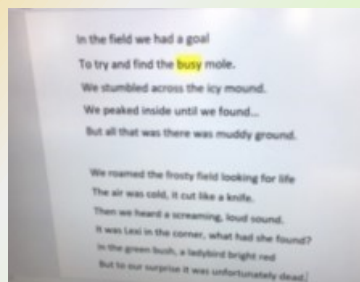 In the field we had a goal
To try and find the busy mole.
We stumbled across the icy mound.
We peaked inside until we found...
But all that was there was muddy ground.
We roamed the frosty field looking for life
The air was cold, it cut like a knife.
Then we heard a screaming, loud sound.
It was Lexi in the corner, what had she found?
In the green bush, a ladybird bright red
But to our surprise it was unfortunately dead.